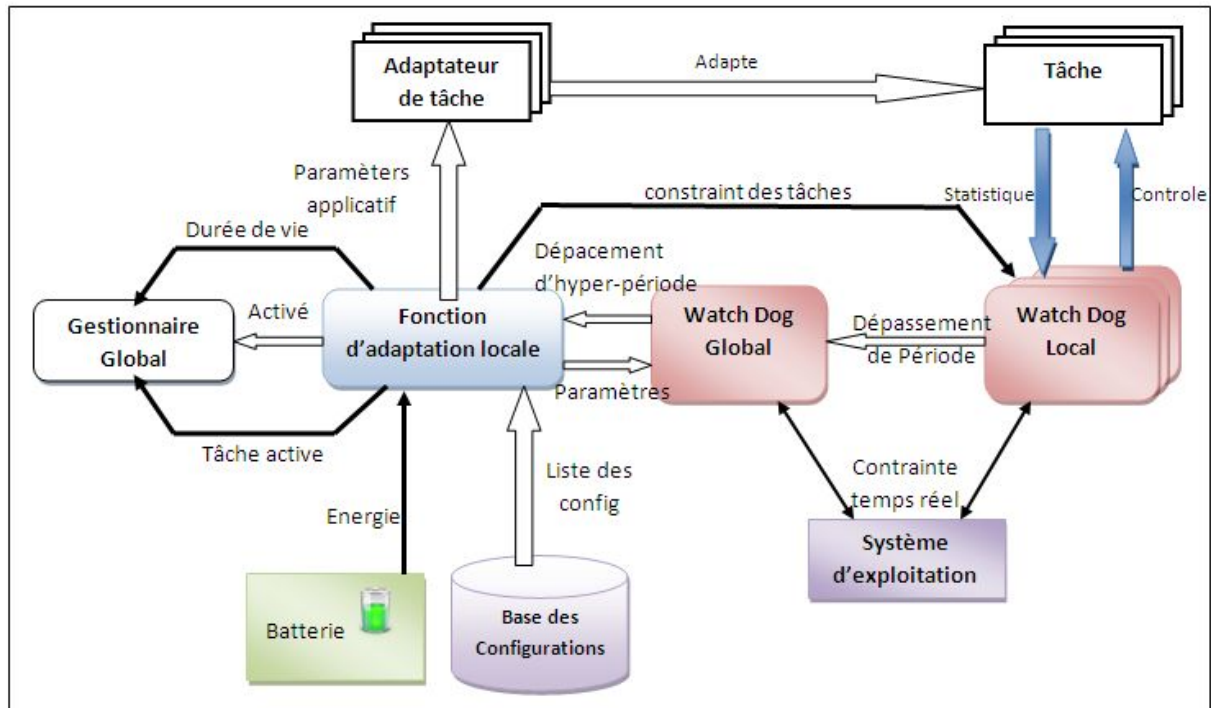 Adaptateur
de tâche
Adapte
Tâche
Paramèters
applicatif
constraint des tâches
Statistique
Controle
Durée de vie
Dépacement
d'hyper-période
Activé
Gestionnaire
Global
Fonction
d'adaptation locale
Watch Dog
Global
Dépassement
de Période
Watch Dog
Local
Paramètres
Tâche active
Liste des
config
Contrainte
temps réel
Energie
Système
d'exploitation
Batterie
Base des
Configurations